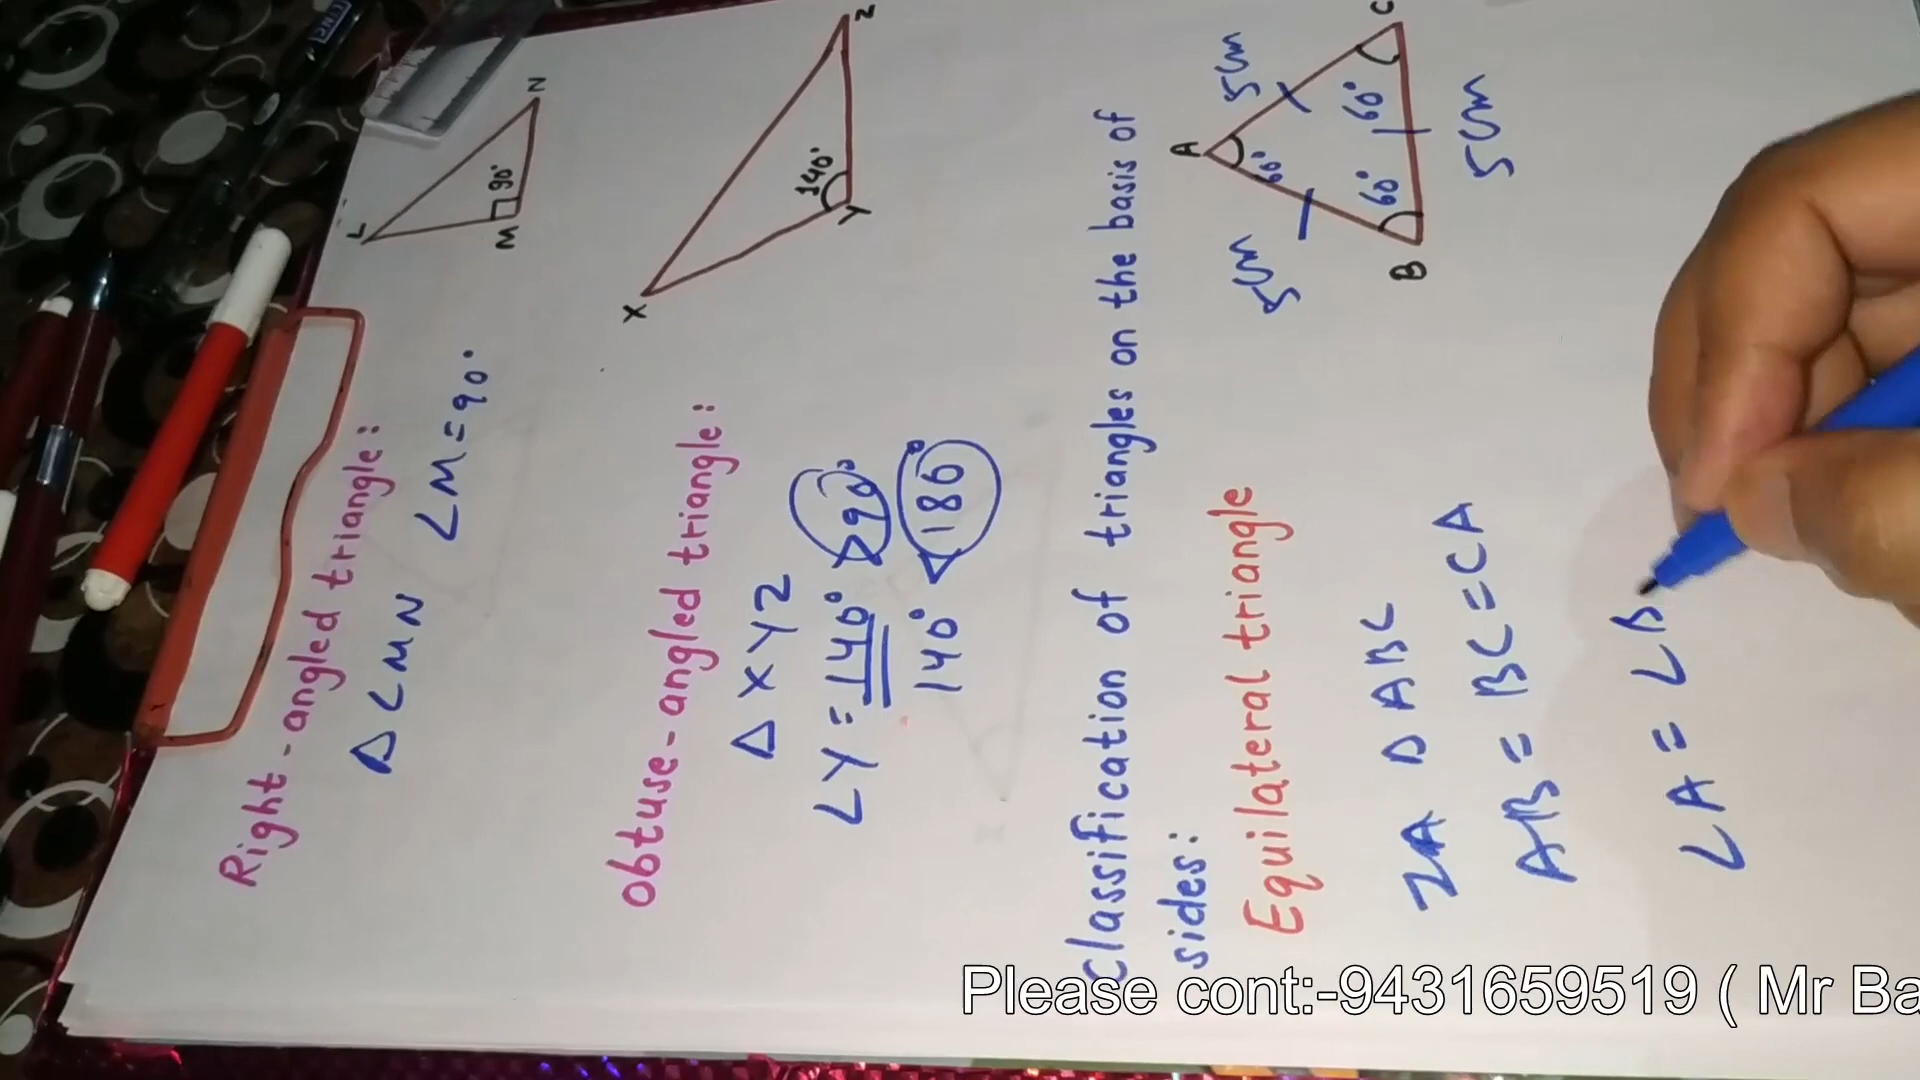 Right-angled triangle:
Δ LMN ∠M=90°
L
M
N
90°
Obtuse-angled triangle:
Δ XYZ
∠Y = 140° > 90°
140° < 180°
X
Y
Z
140°
Classification of triangles on the basis of
sides:
Equilateral triangle
Δ ABC
AB = BC = CA
∠A = ∠B
A
B
C
60°
60°
60°
5cm
5cm
5cm
Please cont:-9431659519 ( Mr Ba